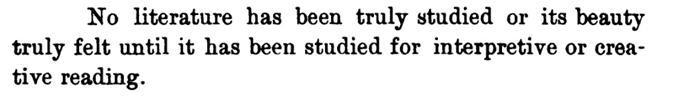 No literature has been truly studied or its beauty
truly felt until it has been studied for interpretive or crea-
tive reading.